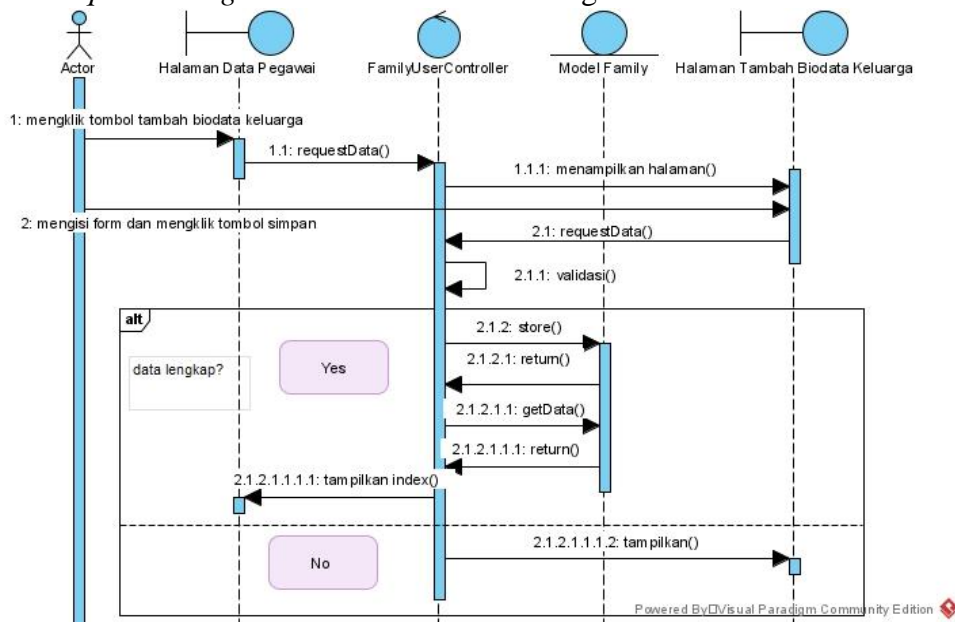 Actor
Halaman Data Pegawai
FamilyUserController
Model Family
Halaman Tambah Biodata Keluarga
1: mengklik tombol tambah biodata keluarga
1.1: requestData()
1.1.1: menampilkan halaman()
2: mengisi form dan mengklik tombol simpan
2.1: requestData()
2.1.1: validasi()
alt
2.1.2: store()
data lengkap?
Yes
2.1.2.1: return()
2.1.2.1.1: getData()
2.1.2.1.1.1: return()
2.1.2.1.1.1.1: tampilkan index()
No
2.1.2.1.1.1.2: tampilkan()
Powered By Visual Paradigm Community Edition